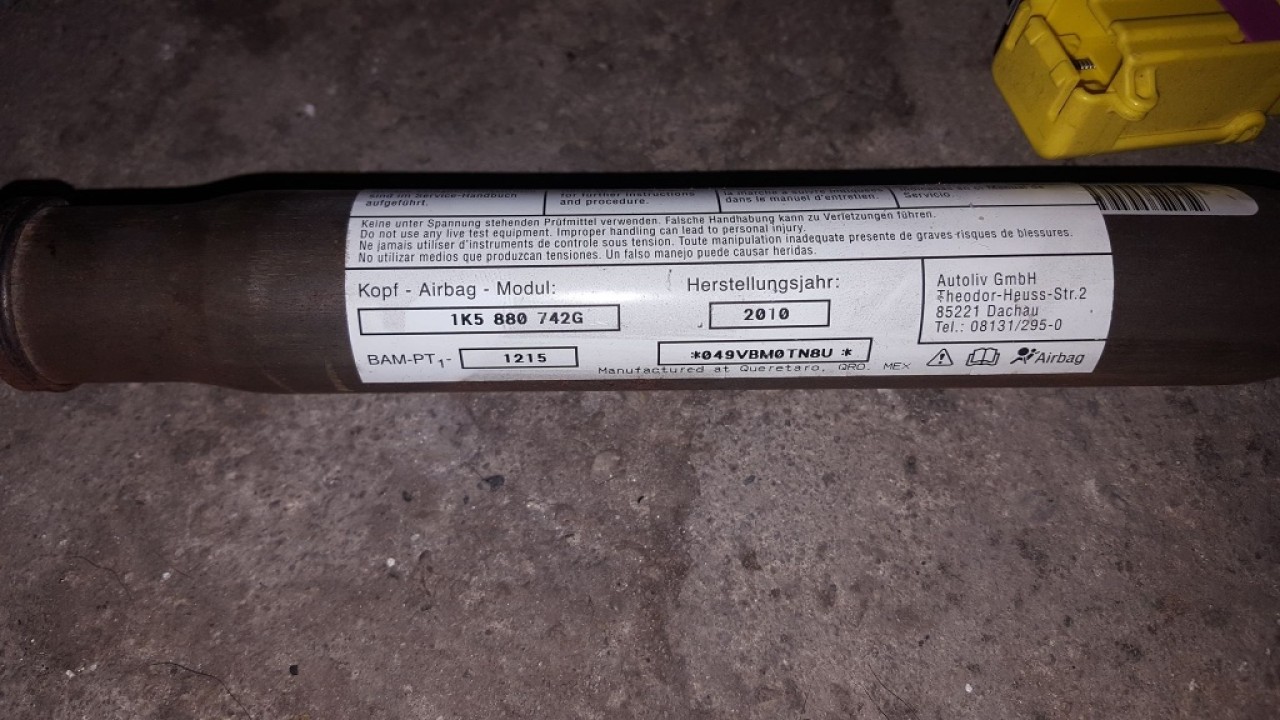 sind im Service-Handbuch
aufgeführt.
for further instructions
and procedure.
la marche à suivre indiquées
dans le manuel d'entretien.
Servicio.
Keine unter Spannung stehenden Prüfmittel verwenden. Falsche Handhabung kann zu Verletzungen führen.
Do not use any live test equipment. Improper handling can lead to personal injury.
Ne jamais utiliser d'instruments de controle sous tension. Toute manipulation inadequate presente de graves risques de blessures.
No utilizar medios que produzcan tensiones. Un falso manejo puede causar heridas.
Kopf - Airbag - Modul:
1K5 880 742G
BAM-PT1- 1215
Herstellungsjahr:
2010
*049VBM0TN8U *
Manufactured at Queretaro, QRO. MEX
Autoliv GmbH
Theodor-Heuss-Str.2
85221 Dachau
Tel.: 08131/295-0
Airbag